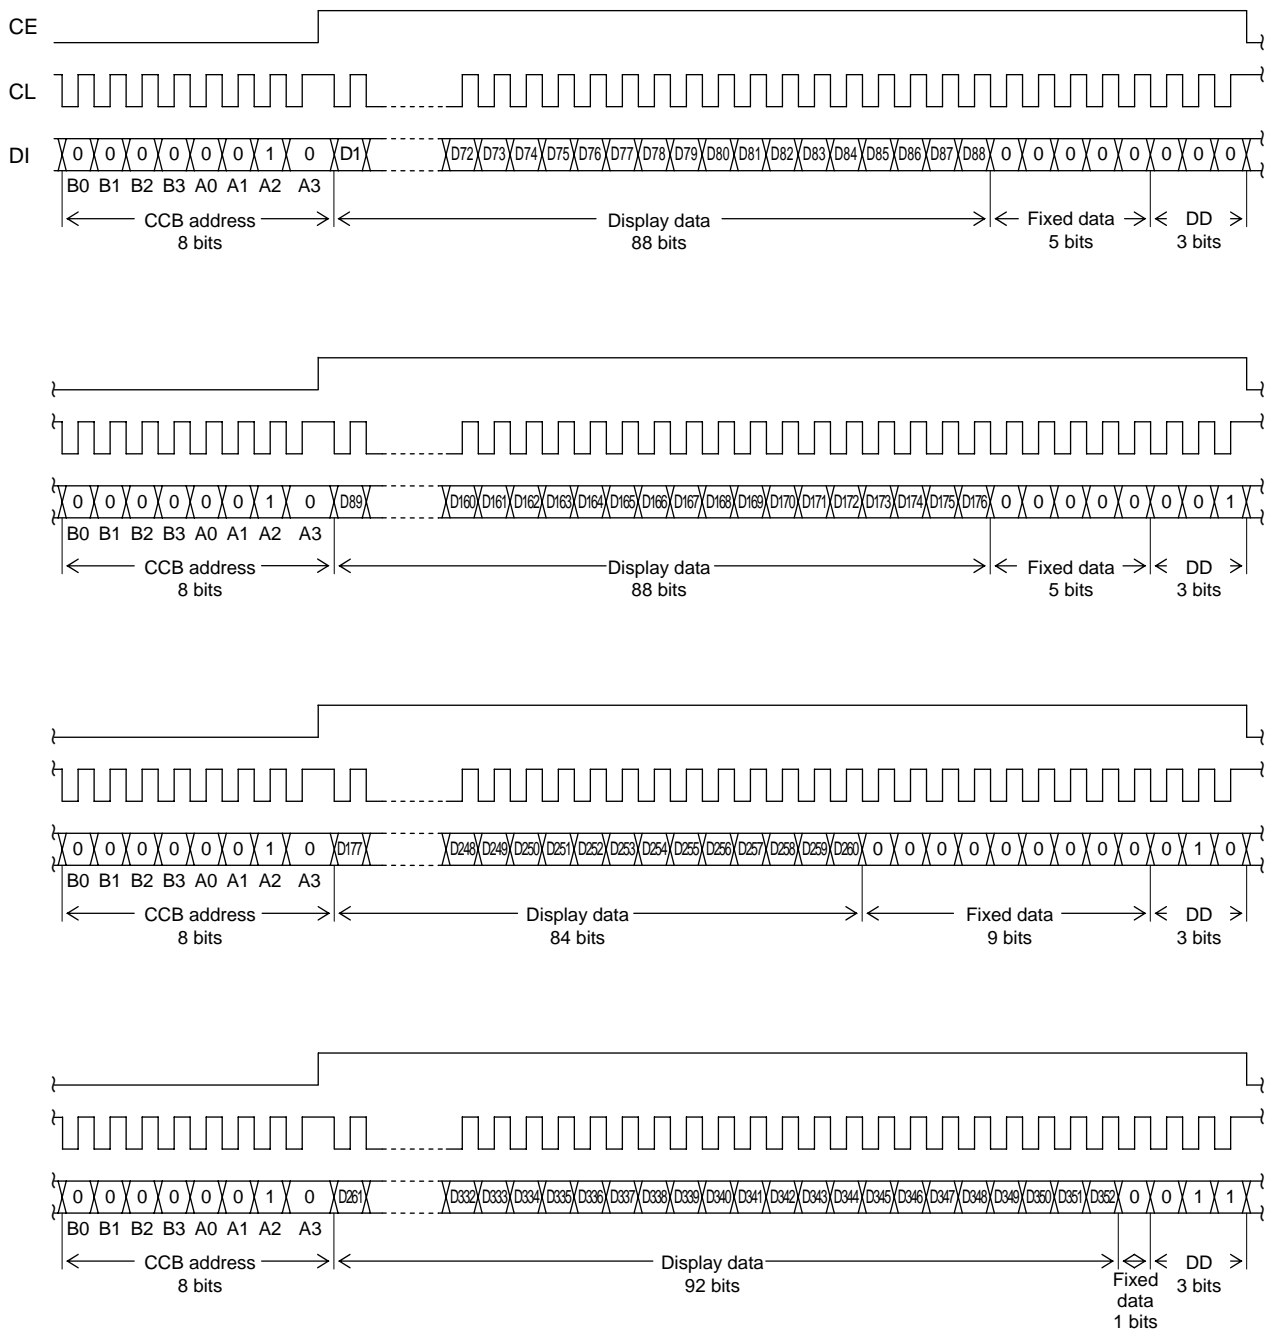 CE
CL
DI 0 0 0 0 0 0 1 0 D1 D72 D73 D74 D75 D76 D77 D78 D79 D80 D81 D82 D83 D84 D85 D86 D87 D88 0 0 0 0 0 0 0 0
B0 B1 B2 B3 A0 A1 A2 A3
CCB address Display data Fixed data DD
8 bits 88 bits 5 bits 3 bits
0 0 0 0 0 0 1 0 D89 D160 D161 D162 D163 D164 D165 D166 D167 D168 D169 D170 D171 D172 D173 D174 D175 D176 0 0 0 0 0 0 0 1
B0 B1 B2 B3 A0 A1 A2 A3
CCB address Display data Fixed data DD
8 bits 88 bits 5 bits 3 bits
0 0 0 0 0 0 1 0 D177 D248 D249 D250 D251 D252 D253 D254 D255 D256 D257 D258 D259 D260 0 0 0 0 0 0 0 0 0 0 1 0
B0 B1 B2 B3 A0 A1 A2 A3
CCB address Display data Fixed data DD
8 bits 84 bits 9 bits 3 bits
0 0 0 0 0 0 1 0 D261 D332 D333 D334 D335 D336 D337 D338 D339 D340 D341 D342 D343 D344 D345 D346 D347 D348 D349 D350 D351 D352 0 0 1 1
B0 B1 B2 B3 A0 A1 A2 A3
CCB address Display data DD
8 bits 92 bits 3 bits
Fixed
data
1 bits